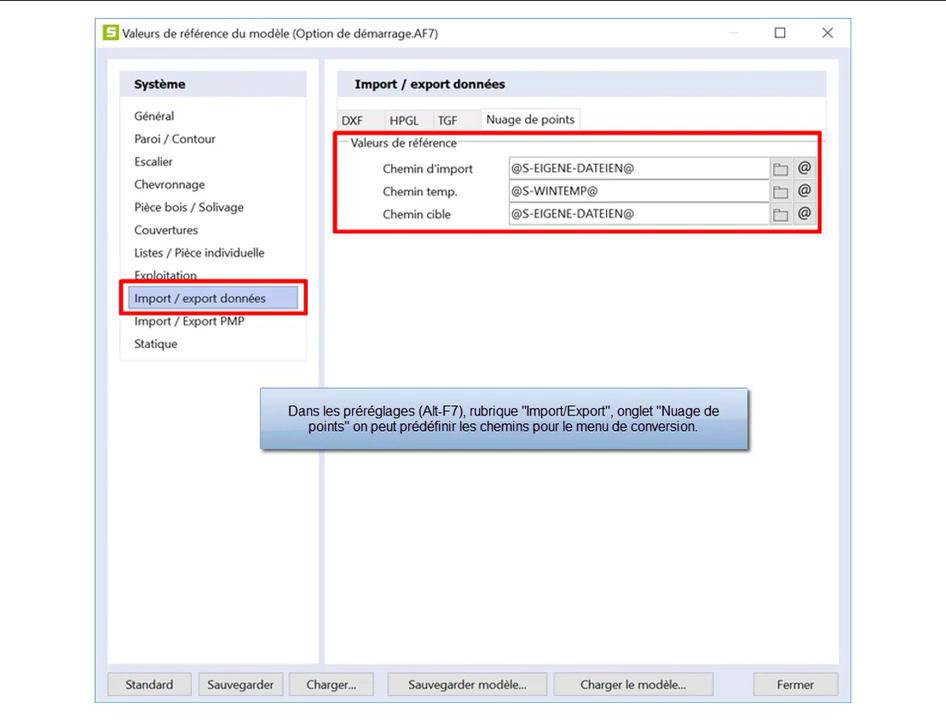 S Valeurs de référence du modèle (Option de démarrage.AF7)
Système
Général
Paroi / Contour
Escalier
Chevronnage
Pièce bois / Solivage
Couvertures
Listes / Pièce individuelle
Exploitation
Import / export données
Import / Export PMP
Statique
Import / export données
DXF HPGL TGF Nuage de points
Valeurs de référence
Chemin d'import @S-EIGENE-DATEIEN@ @
Chemin temp. @S-WINTEMP@ @
Chemin cible @S-EIGENE-DATEIEN@ @
Dans les préréglages (Alt-F7), rubrique "Import/Export", onglet "Nuage de
points" on peut prédéfinir les chemins pour le menu de conversion.
Standard Sauvegarder Charger... Sauvegarder modèle... Charger le modèle... Fermer